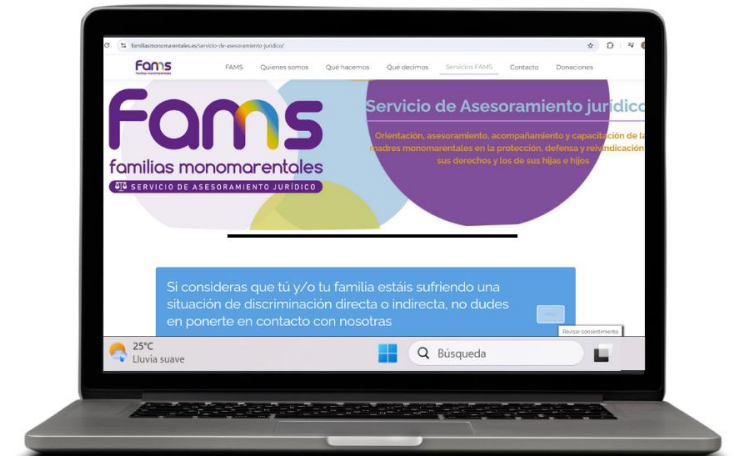 familiasmonomarentales.es/servicio-de-asesoramiento-juridico/
Fams
familias monomarentales
FAMS Quienes somos Qué hacemos Qué decimos Servicios FAMS Contacto Donaciones
Fams
familias monomarentales
SERVICIO DE ASESORAMIENTO JURÍDICO
Servicio de Asesoramiento jurídico
Orientación, asesoramiento, acompañamiento y capacitación de la
madres monomarentales en la protección, defensa y reivindicación
sus derechos y los de sus hijas e hijos
Si consideras que tú y/o tu familia estáis sufriendo una
situación de discriminación directa o indirecta, no dudes
en ponerte en contacto con nosotras
Revisar consentimiento
25°C
Lluvia suave
Búsqueda